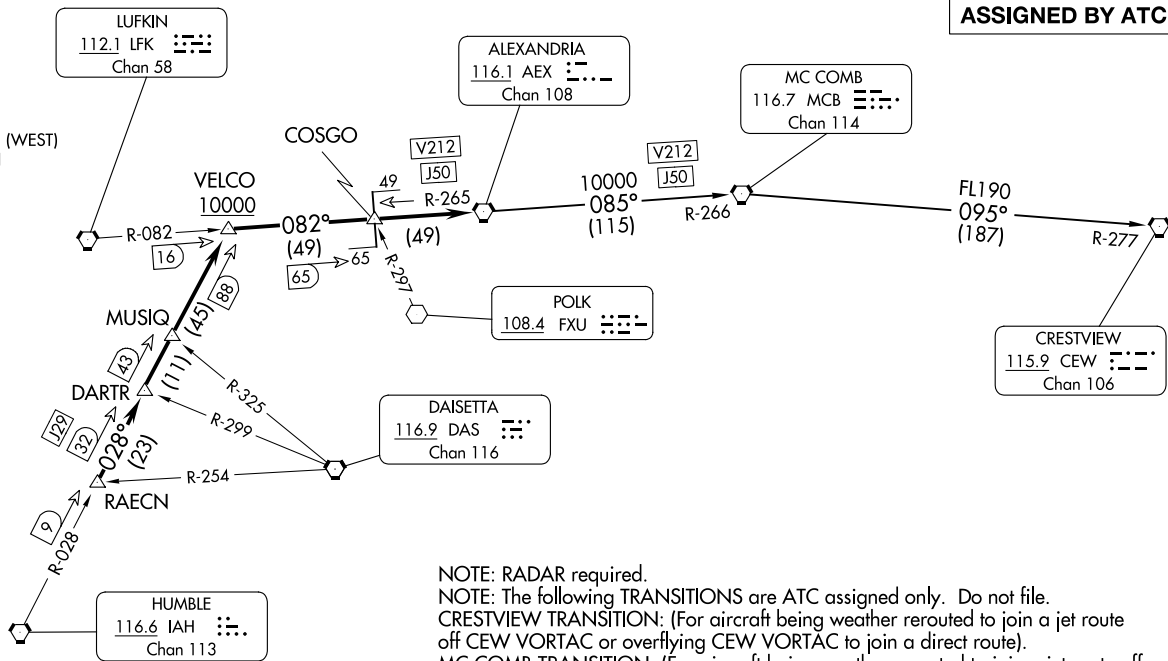 ASSIGNED BY ATC
LUFKIN
112.1 LFK
Chan 58
ALEXANDRIA
116.1 AEX
Chan 108
MC COMB
116.7 MCB
Chan 114
(WEST)
COSGO
V212
J50
V212
J50
VELCO
10000
49
R-265
10000
085°
(115)
R-266
FL190
095°
(187)
R-277
R-082
16
082°
(49)
65
65
(49)
R-297
88
(45)
POLK
108.4 FXU
MUSIQ
43
(11)
CRESTVIEW
115.9 CEW
Chan 106
DARTR
R-325
R-299
J29
32
028°
(23)
DAISETTA
116.9 DAS
Chan 116
R-254
RAECN
9
R-028
HUMBLE
116.6 IAH
Chan 113
NOTE: RADAR required.
NOTE: The following TRANSITIONS are ATC assigned only. Do not file.
CRESTVIEW TRANSITION: (For aircraft being weather rerouted to join a jet route
off CEW VORTAC or overflying CEW VORTAC to join a direct route).